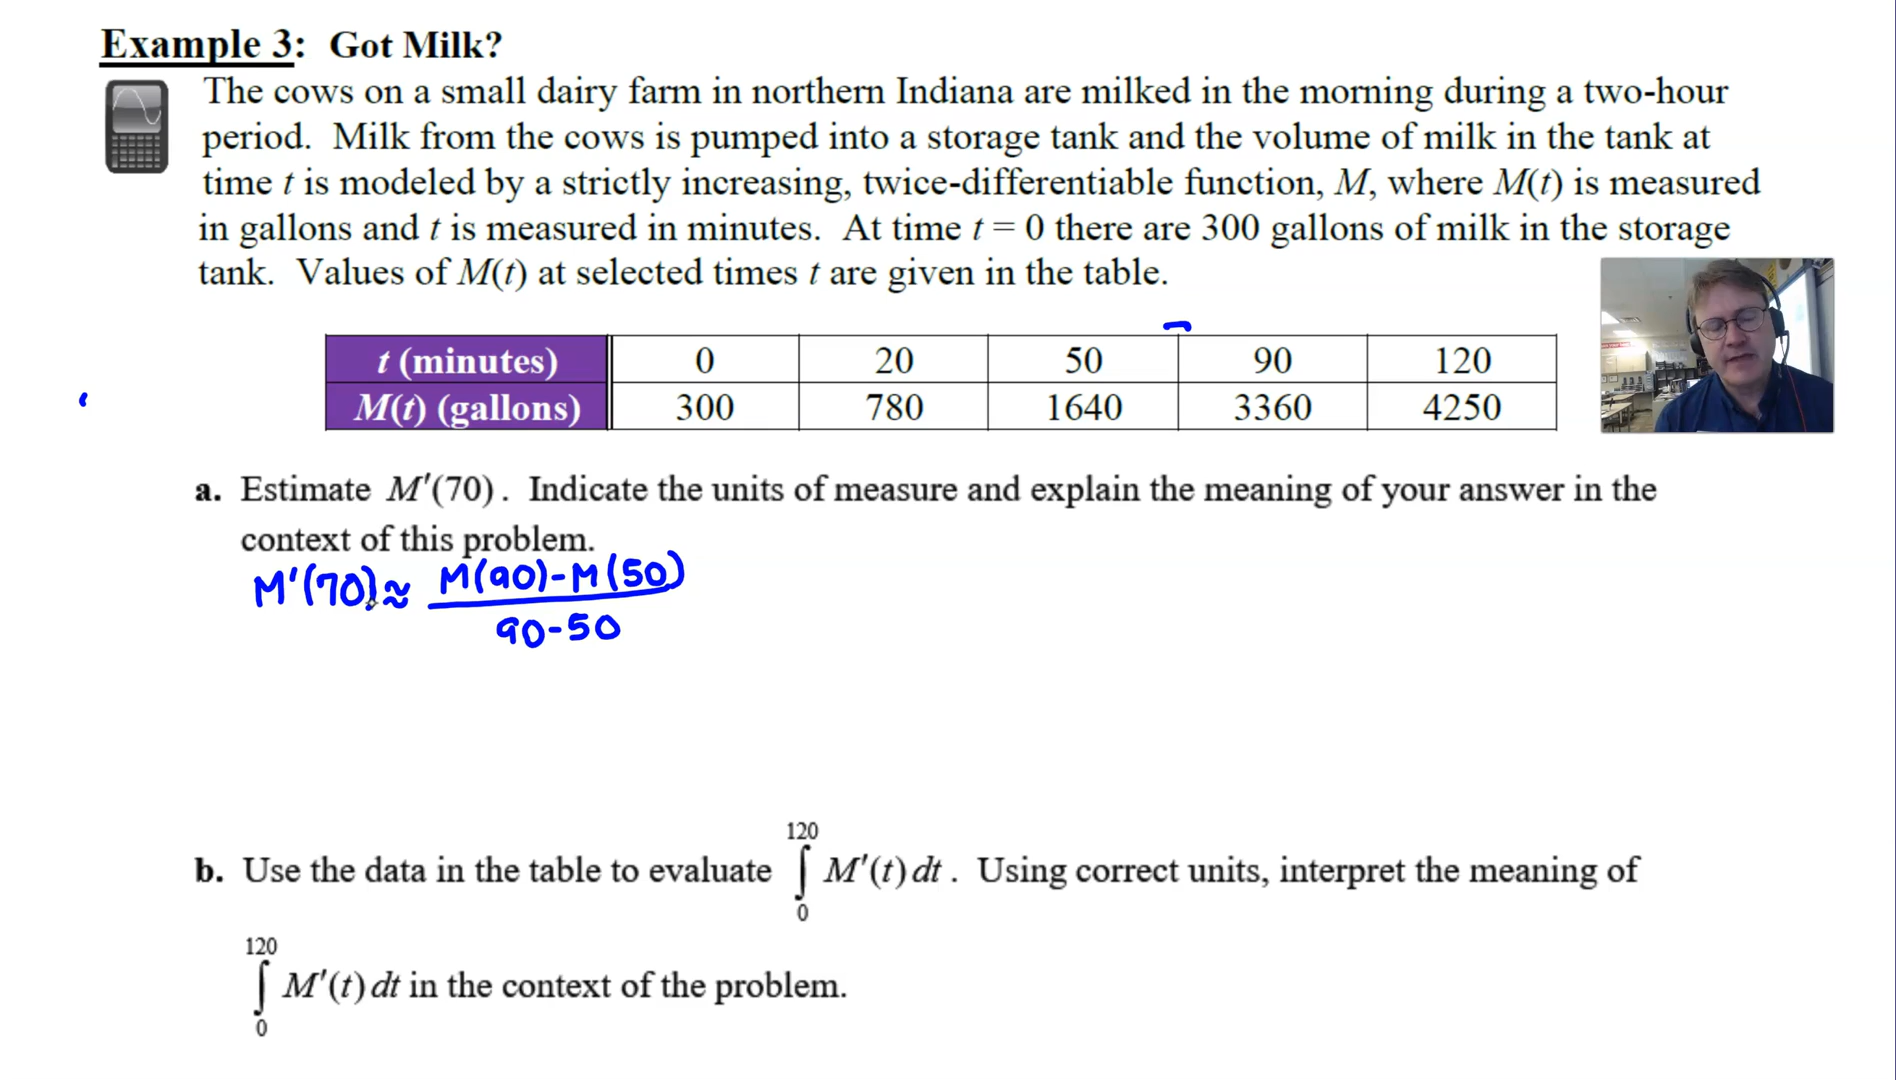 Example 3: Got Milk?
The cows on a small dairy farm in northern Indiana are milked in the morning during a two-hour
period. Milk from the cows is pumped into a storage tank and the volume of milk in the tank at
time t is modeled by a strictly increasing, twice-differentiable function, M, where M(t) is measured
in gallons and t is measured in minutes. At time t = 0 there are 300 gallons of milk in the storage
tank. Values of M(t) at selected times t are given in the table.
t (minutes) 0 20 50 90 120
M(t) (gallons) 300 780 1640 3360 4250
a. Estimate M′(70). Indicate the units of measure and explain the meaning of your answer in the
context of this problem.
M'(70) ≈ M(90)-M(50)
90-50
b. Use the data in the table to evaluate ∫₀¹²⁰ M′(t) dt. Using correct units, interpret the meaning of
∫₀¹²⁰ M′(t) dt in the context of the problem.